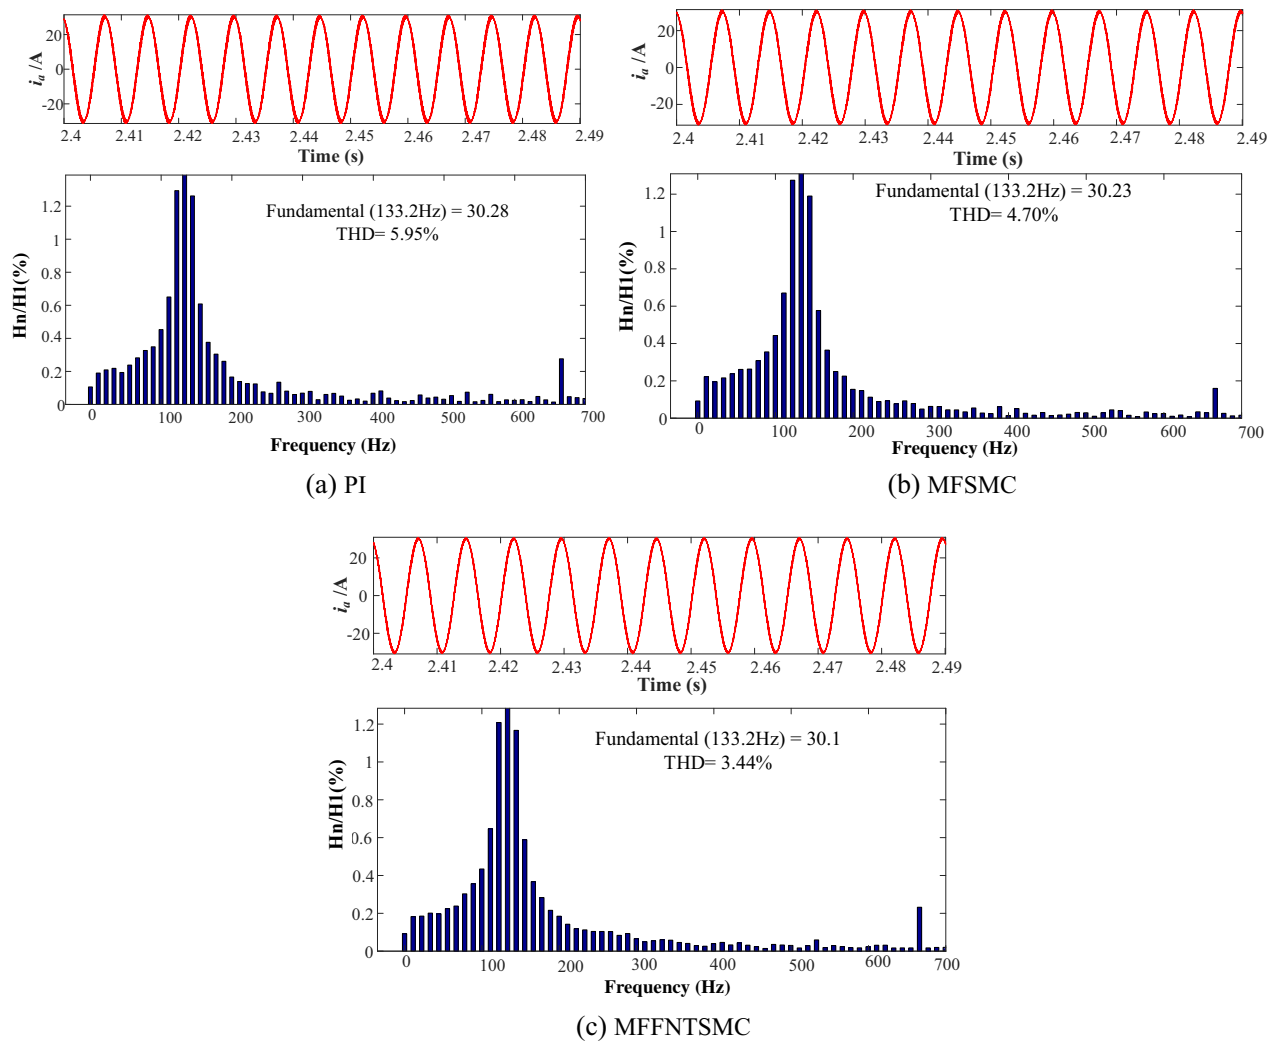 20
0
-20
i_a /A
2.4 2.41 2.42 2.43 2.44 2.45 2.46 2.47 2.48 2.49
Time (s)
1.2
1
0.8
0.6
0.4
0.2
0
Hn/H1(%)
Fundamental (133.2Hz) = 30.28
THD= 5.95%
0 100 200 300 400 500 600 700
Frequency (Hz)
(a) PI
20
0
-20
i_a /A
2.4 2.41 2.42 2.43 2.44 2.45 2.46 2.47 2.48 2.49
Time (s)
1.2
1
0.8
0.6
0.4
0.2
0
Hn/H1(%)
Fundamental (133.2Hz) = 30.23
THD= 4.70%
0 100 200 300 400 500 600 700
Frequency (Hz)
(b) MFSMC
20
0
-20
i_a /A
2.4 2.41 2.42 2.43 2.44 2.45 2.46 2.47 2.48 2.49
Time (s)
1.2
1
0.8
0.6
0.4
0.2
0
Hn/H1(%)
Fundamental (133.2Hz) = 30.1
THD= 3.44%
0 100 200 300 400 500 600 700
Frequency (Hz)
(c) MFFNTSMC